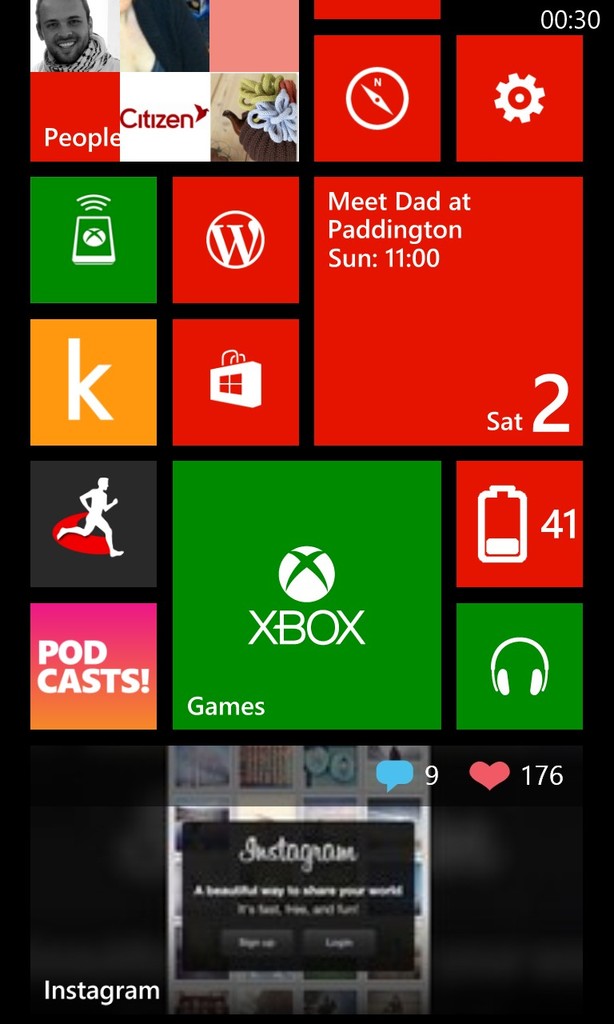 00:30
People
Citizen
Meet Dad at
Paddington
Sun: 11:00
Sat 2
k
41
XBOX
Games
POD
CASTS!
9
176
Instagram
A beautiful way to share your world
It's fast, free, and fun!
Sign up
Login
Instagram